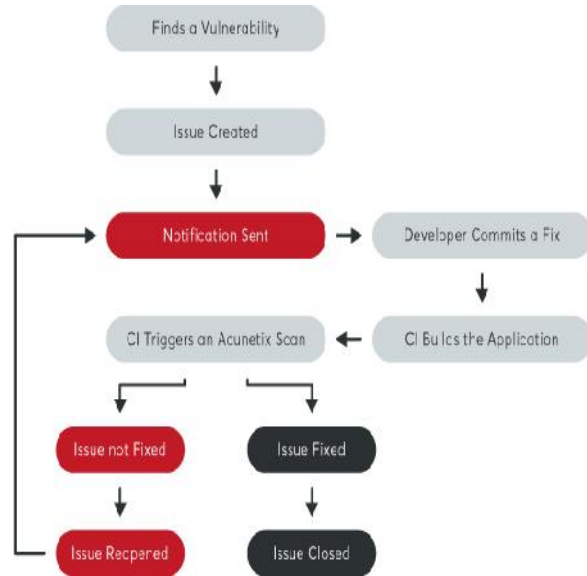 Finds a Vulnerability
Issue Created
Notification Sent
Developer Commits a Fix
CI Triggers an Acunetix Scan
CI Builds the Application
Issue not Fixed
Issue Fixed
Issue Reopened
Issue Closed